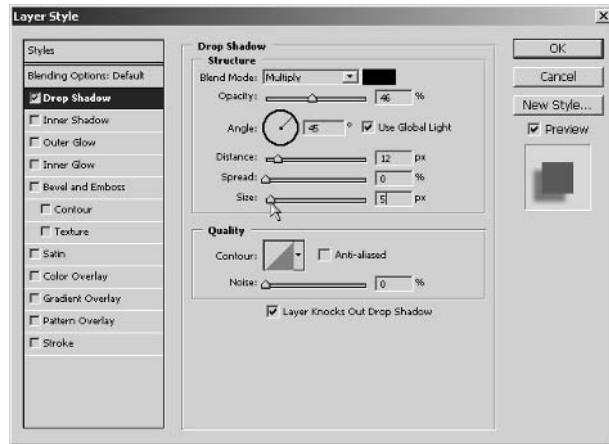 Layer Style
Styles
Blending Options: Default
Drop Shadow
Inner Shadow
Outer Glow
Inner Glow
Bevel and Emboss
Contour
Texture
Satin
Color Overlay
Gradient Overlay
Pattern Overlay
Stroke
Drop Shadow
Structure
Blend Mode: Multiply
Opacity: 46 %
Angle: 45 ° Use Global Light
Distance: 12 px
Spread: 0 %
Size: 5 px
Quality
Contour: Anti-aliased
Noise: 0 %
Layer Knocks Out Drop Shadow
OK
Cancel
New Style...
Preview